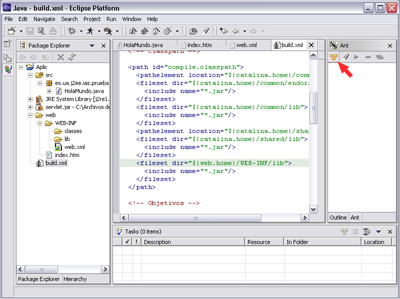 Java - build.xml - Eclipse Platform
File Edit Navigate Search Project Run Window Help
Package Explorer
Aplic
src
es.ua.j2ee.ias.prueba
HolaMundo.java
JRE System Library [j2re1.
servlet.jar - C:\Archivos de
web
WEB-INF
classes
lib
web.xml
index.htm
build.xml
Package Explorer Hierarchy
HolaMundo.java index.htm web.xml build.xml
<!-- Classpath -->
<path id="compile.classpath">
<pathelement location="${catalina.home}/com
</fileset>
{catalina.home}/common/endor
<include name="*.jar"/>
</fileset>
{catalina.home}/common/lib">
<include name="*.jar"/>
</fileset>
<pathelement location="${catalina.home}/sha
</fileset>
{catalina.home}/shared/lib">
<include name="*.jar"/>
</fileset>
<fileset dir="${web.home}/WEB-INF/lib">
<include name="*.jar"/>
</fileset>
</path>
<!-- Objetivos -->
Ant
Outline Ant
Tasks (0 items)
! Description Resource In Folder Location